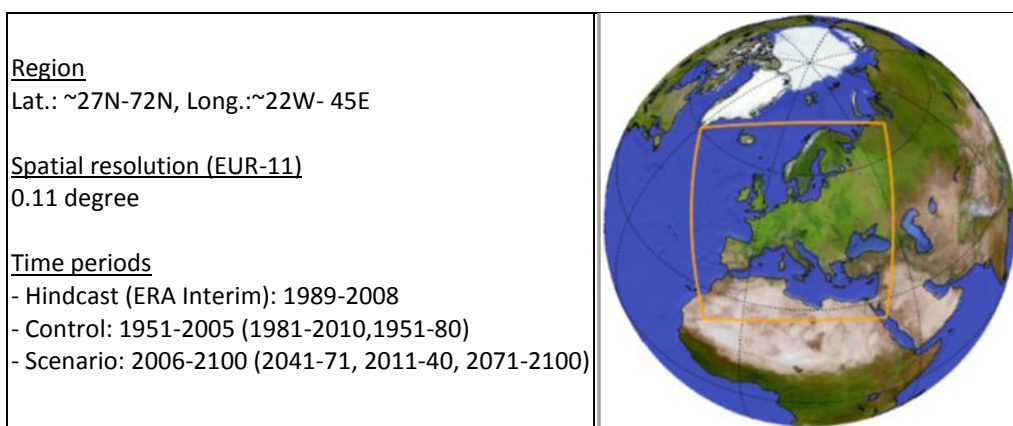 Region
Lat.: ~27N-72N, Long.:~22W- 45E
Spatial resolution (EUR-11)
0.11 degree
Time periods
- Hindcast (ERA Interim): 1989-2008
- Control: 1951-2005 (1981-2010,1951-80)
- Scenario: 2006-2100 (2041-71, 2011-40, 2071-2100)